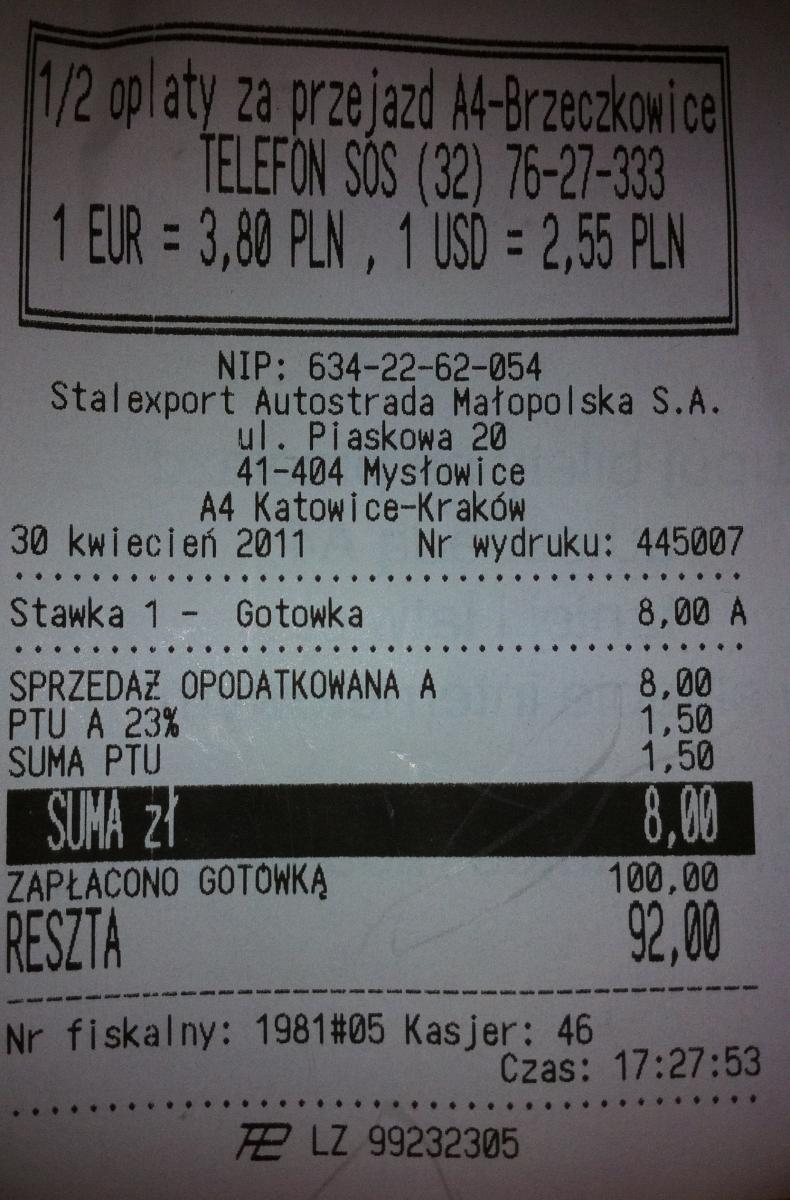 1/2 oplaty za przejazd A4-Brzeczkowice
TELEFON SOS (32) 76-27-333
1 EUR = 3,80 PLN , 1 USD = 2,55 PLN
NIP: 634-22-62-054
Stalexport Autostrada Małopolska S.A.
ul. Piaskowa 20
41-404 Mysłowice
A4 Katowice-Kraków
30 kwiecień 2011 Nr wydruku: 445007
Stawka 1 - Gotowka 8,00 A
SPRZEDAŻ OPODATKOWANA A 8,00
PTU A 23% 1,50
SUMA PTU 1,50
SUMA zł 8,00
ZAPŁACONO GOTÓWKĄ 100,00
RESZTA 92,00
Nr fiskalny: 1981#05 Kasjer: 46
Czas: 17:27:53
LZ 99232305